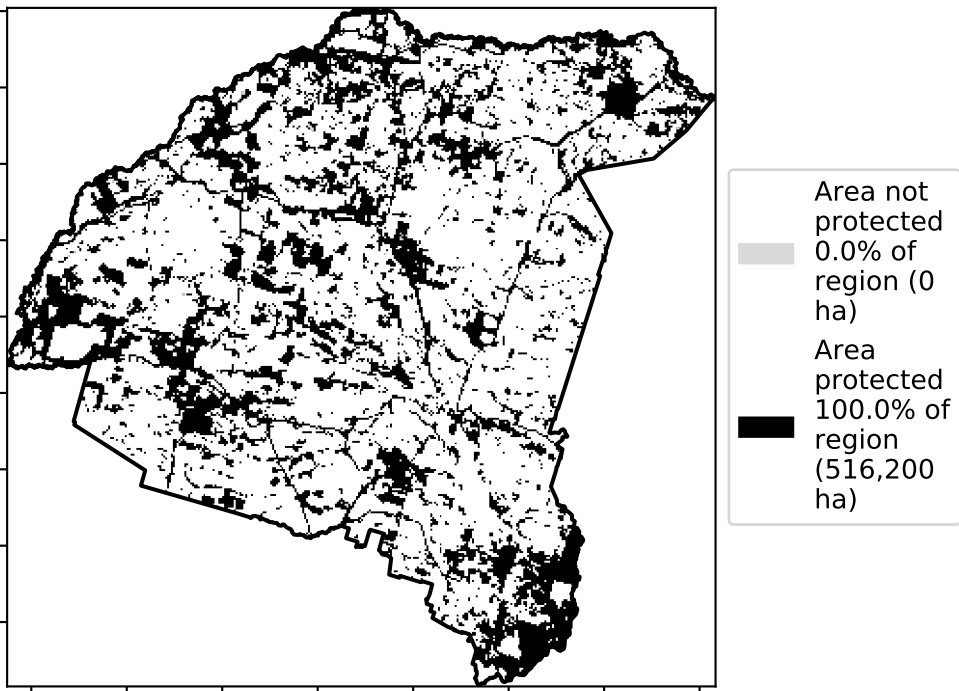 Area not
protected
0.0% of
region (0
ha)
Area
protected
100.0% of
region
(516,200
ha)